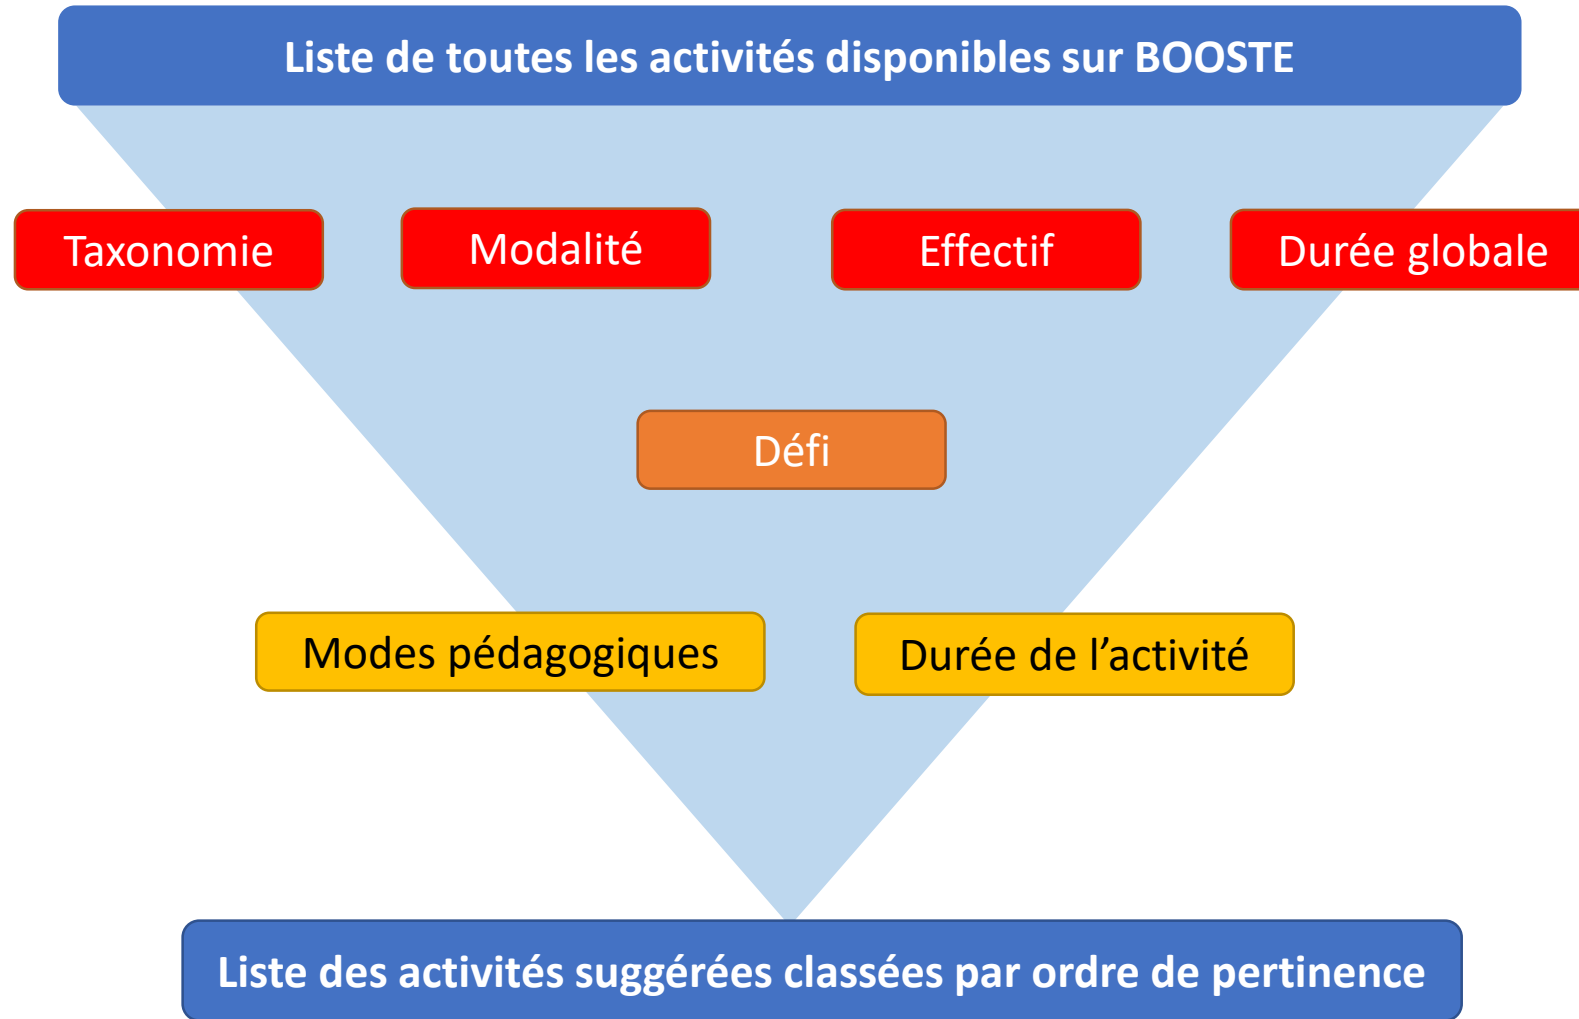 Liste de toutes les activités disponibles sur BOOSTE
Taxonomie
Modalité
Effectif
Durée globale
Défi
Modes pédagogiques
Durée de l’activité
Liste des activités suggérées classées par ordre de pertinence